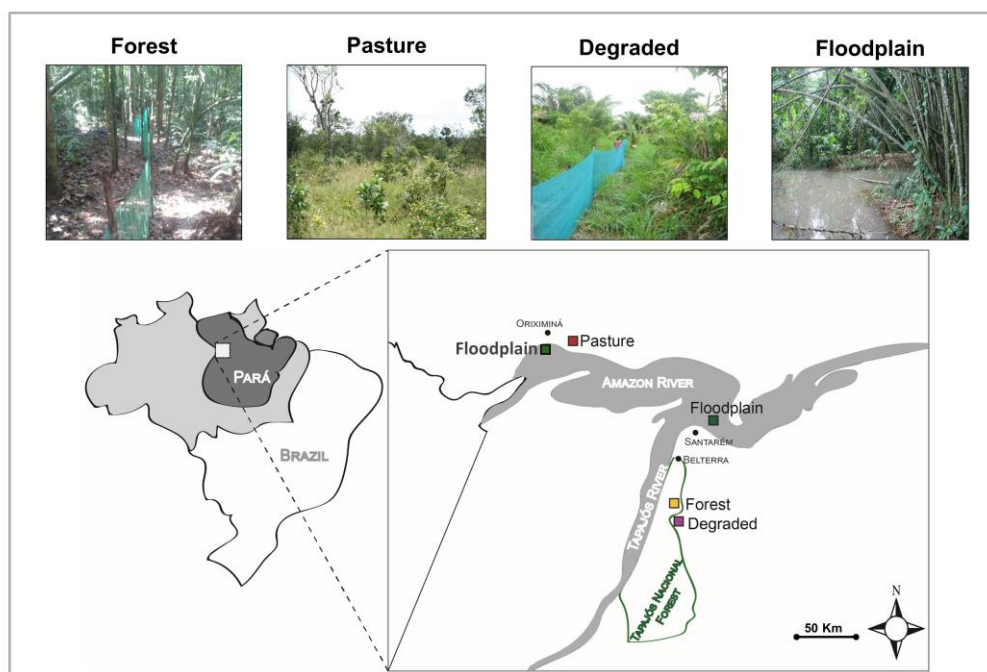 Forest
Pasture
Degraded
Floodplain
ORIXIMINÁ
Floodplain
Pasture
AMAZON RIVER
Floodplain
SANTARÉM
BELTERRA
PARÁ
BRAZIL
TAPAJÓS RIVER
Forest
Degraded
TAPAJÓS NACIONAL
FOREST
N
50 Km